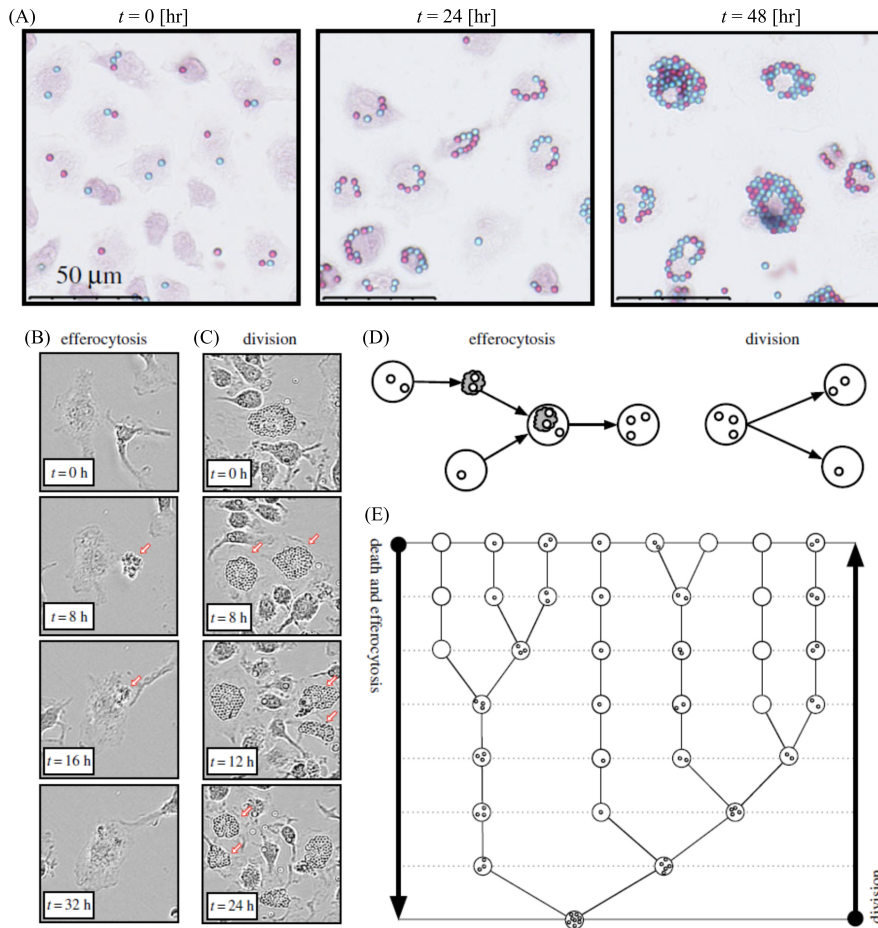 (A)
t = 0 [hr]
t = 24 [hr]
t = 48 [hr]
50 μm
(B)
efferocytosis
t = 0 h
t = 8 h
t = 16 h
t = 32 h
(C)
division
t = 0 h
t = 8 h
t = 12 h
t = 24 h
(D)
efferocytosis
division
(E)
death and efferocytosis
division